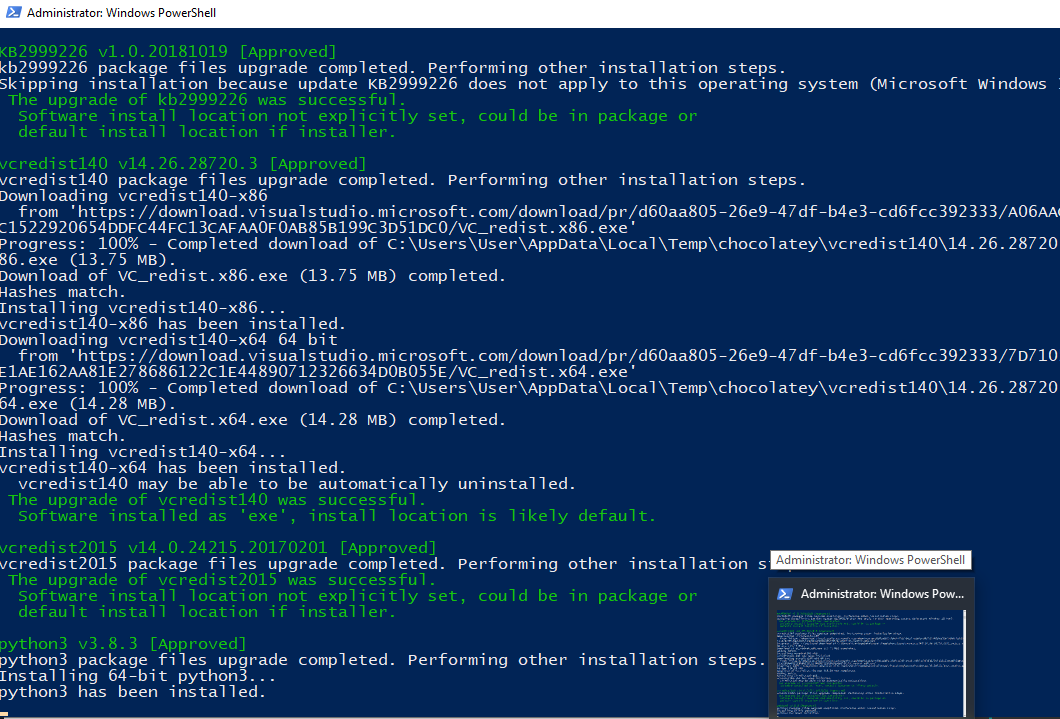 Administrator: Windows PowerShell
KB2999226 v1.0.20181019 [Approved]
kb2999226 package files upgrade completed. Performing other installation steps.
Skipping installation because update KB2999226 does not apply to this operating system (Microsoft Windows
 The upgrade of kb2999226 was successful.
  Software install location not explicitly set, could be in package or
  default install location if installer.
vcredist140 v14.26.28720.3 [Approved]
vcredist140 package files upgrade completed. Performing other installation steps.
Downloading vcredist140-x86
  from 'https://download.visualstudio.microsoft.com/download/pr/d60aa805-26e9-47df-b4e3-cd6fcc392333/A06AA
C1522920654DDFC44FC13CAFAA0F0AB85B199C3D51DC0/VC_redist.x86.exe'
Progress: 100% - Completed download of C:\Users\User\AppData\Local\Temp\chocolatey\vcredist140\14.26.28720
86.exe (13.75 MB).
Download of VC_redist.x86.exe (13.75 MB) completed.
Hashes match.
Installing vcredist140-x86...
vcredist140-x86 has been installed.
Downloading vcredist140-x64 64 bit
  from 'https://download.visualstudio.microsoft.com/download/pr/d60aa805-26e9-47df-b4e3-cd6fcc392333/7D710
E1AE162AA81E278686122C1E44890712326634D0B055E/VC_redist.x64.exe'
Progress: 100% - Completed download of C:\Users\User\AppData\Local\Temp\chocolatey\vcredist140\14.26.28720
64.exe (14.28 MB).
Download of VC_redist.x64.exe (14.28 MB) completed.
Hashes match.
Installing vcredist140-x64...
vcredist140-x64 has been installed.
  vcredist140 may be able to be automatically uninstalled.
 The upgrade of vcredist140 was successful.
  Software installed as 'exe', install location is likely default.
vcredist2015 v14.0.24215.20170201 [Approved]
vcredist2015 package files upgrade completed. Performing other installation
 The upgrade of vcredist2015 was successful.
  Software install location not explicitly set, could be in package or
  default install location if installer.
python3 v3.8.3 [Approved]
python3 package files upgrade completed. Performing other installation steps.
Installing 64-bit python3...
python3 has been installed.
Administrator: Windows PowerShell
Administrator: Windows Pow...